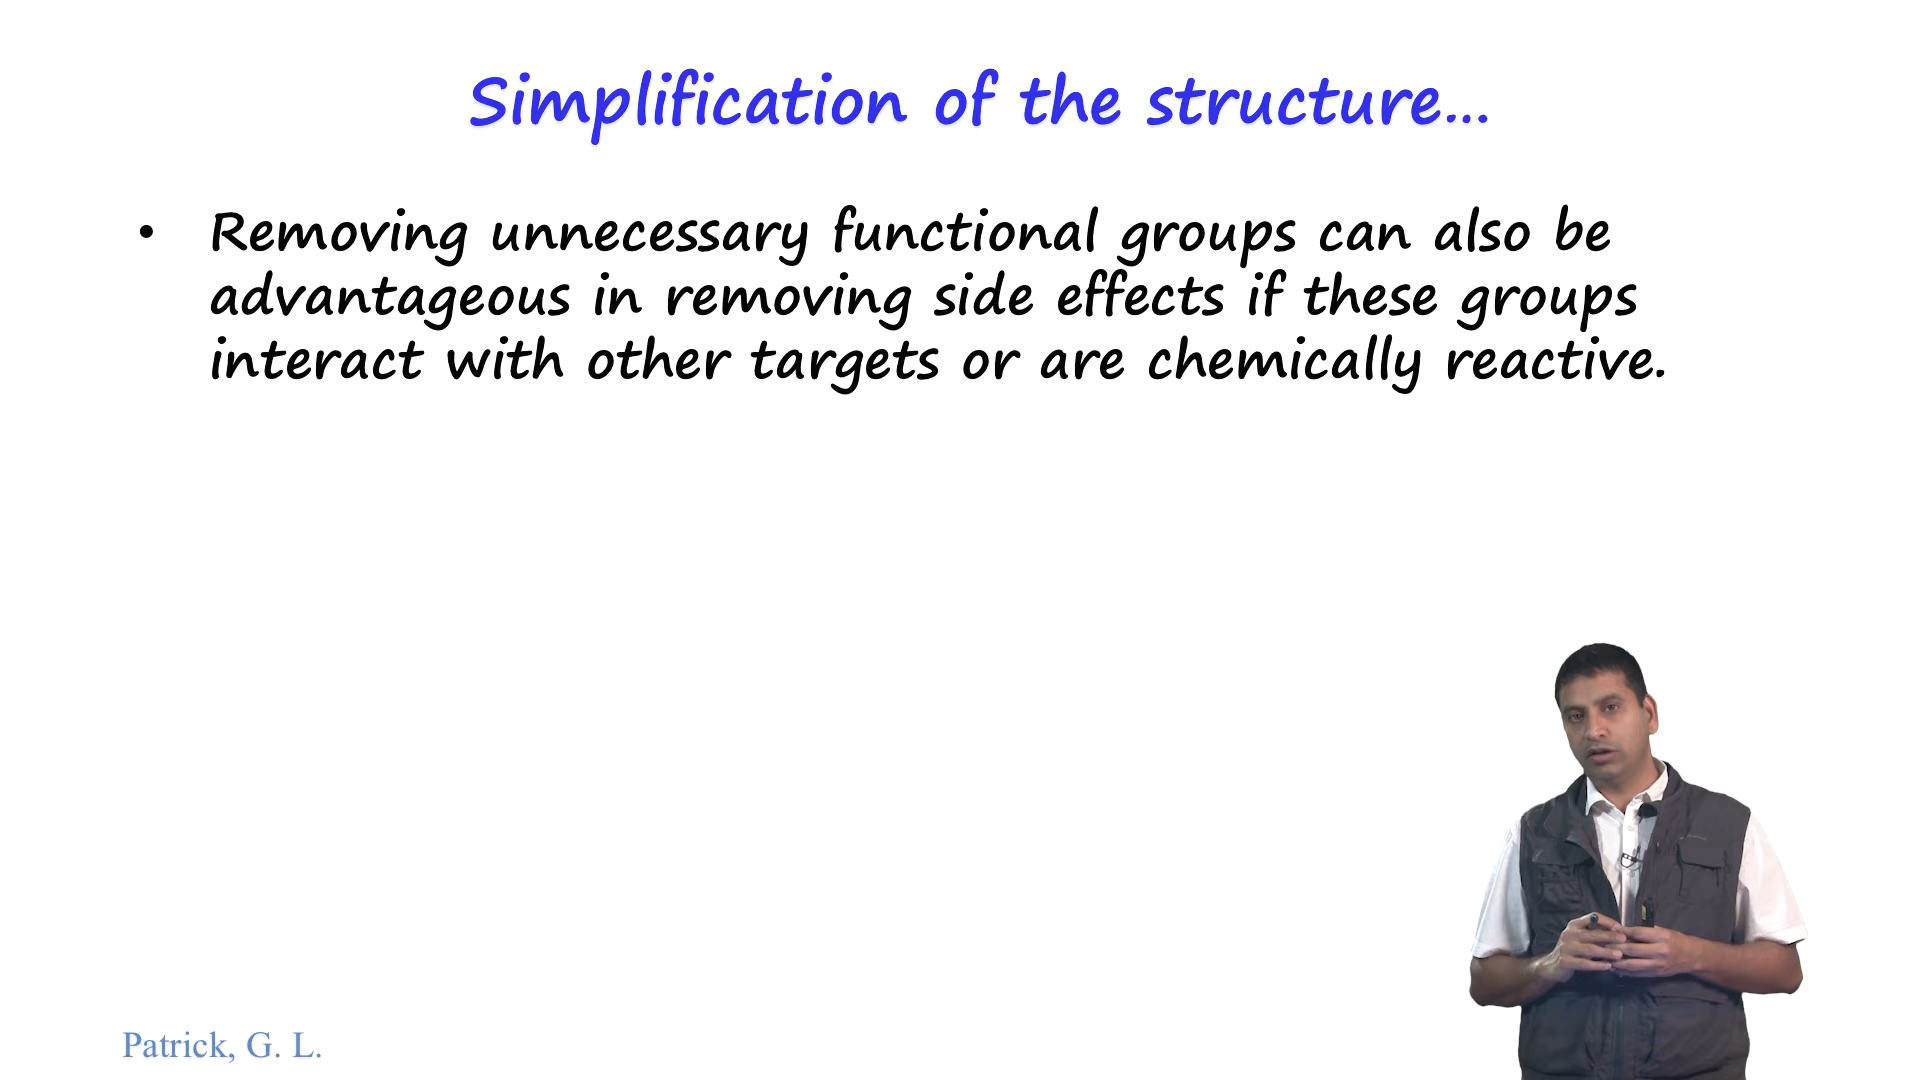 Simplification of the structure...
• Removing unnecessary functional groups can also be
advantageous in removing side effects if these groups
interact with other targets or are chemically reactive.
Patrick, G. L.